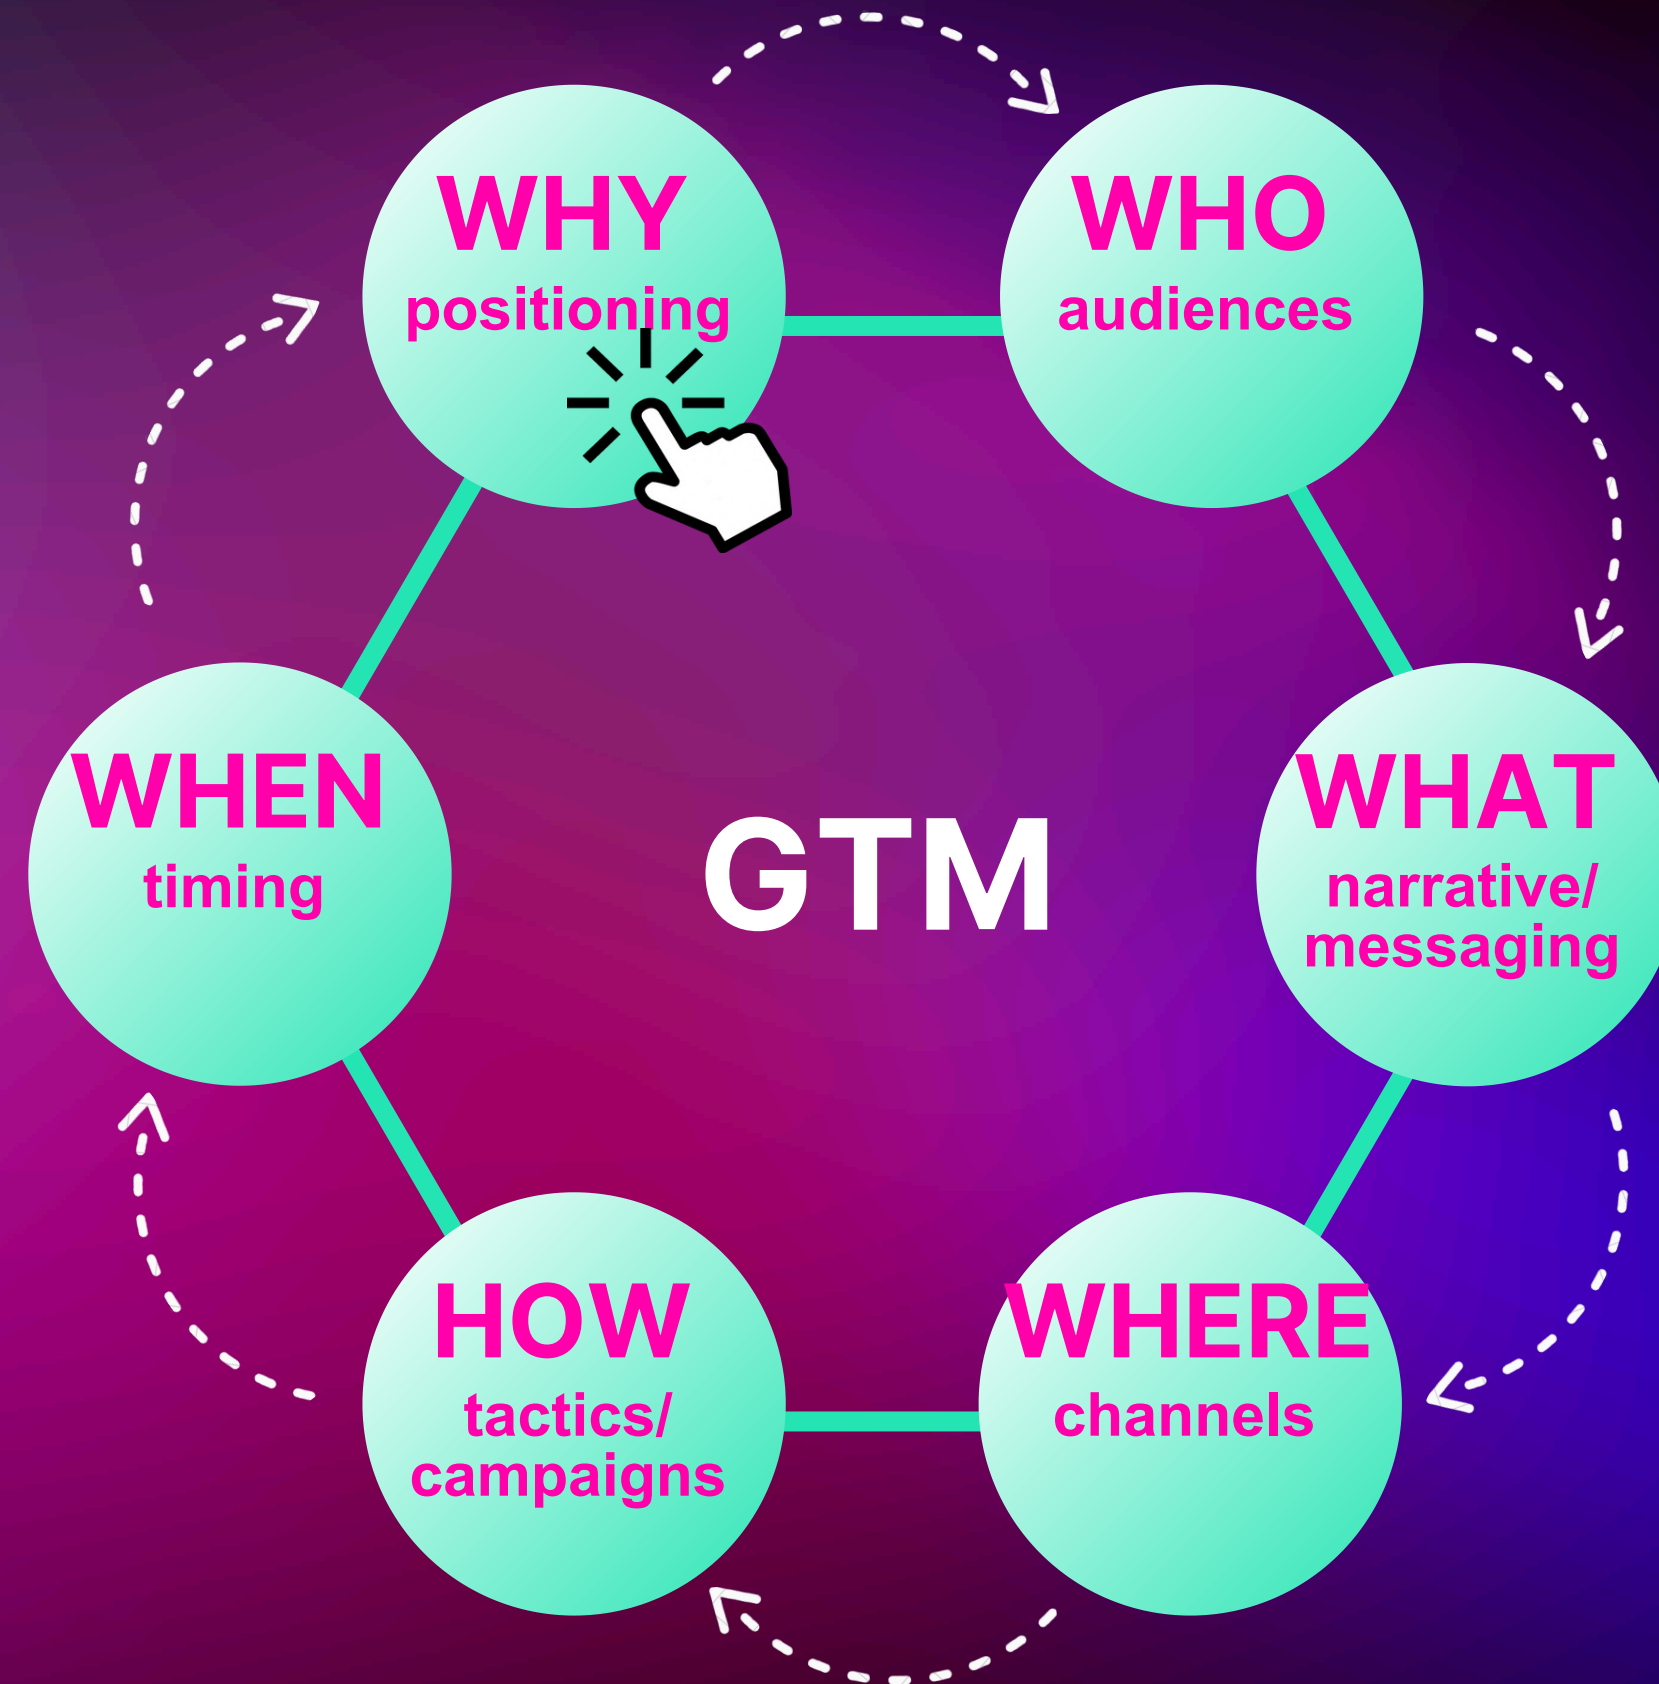 WHY
positioning
WHO
audiences
WHEN
timing
GTM
WHAT
narrative/
messaging
HOW
tactics/
campaigns
WHERE
channels